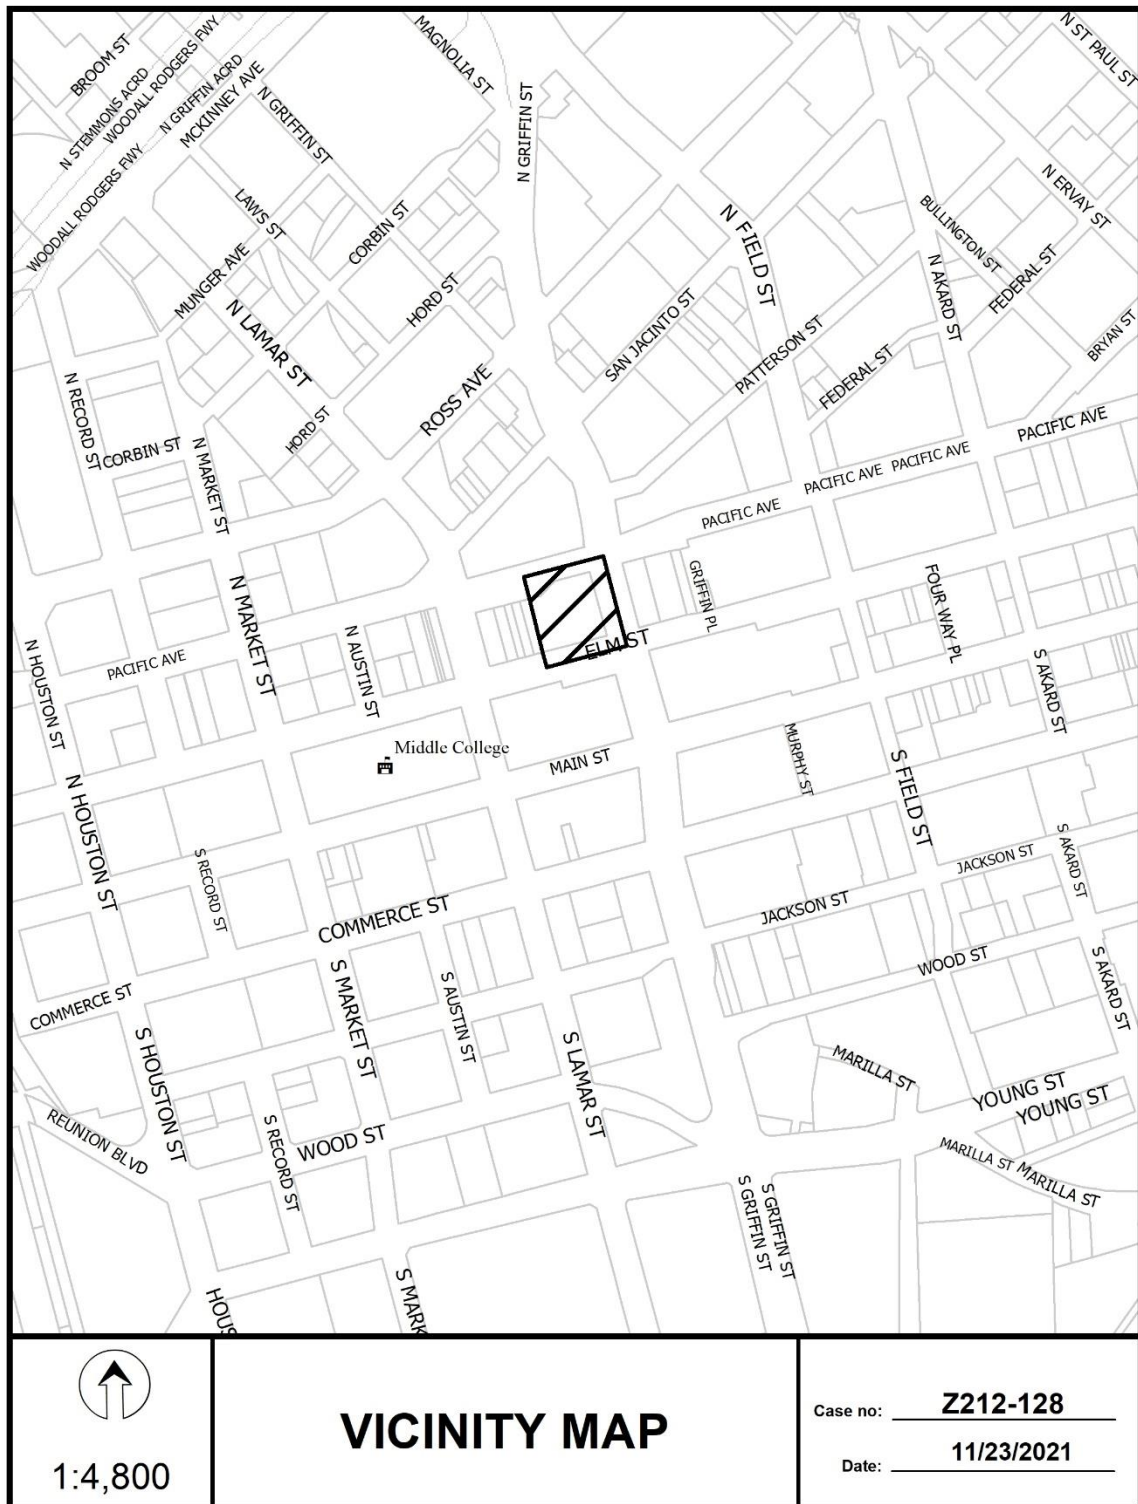 BROOM ST
N STEMMONS ACRD
WOODALL RODGERS FWY
N GRIFFIN ACRD
MCKINNEY AVE
WOODALL RODGERS FWY
N GRIFFIN ST
MAGNOLIA ST
N GRIFFIN ST
N ST PAUL ST
LAWS ST
CORBIN ST
MUNGER AVE
HORD ST
N LAMAR ST
N FIELD ST
N ERVAY ST
BULLINGTON ST
N AKARD ST
FEDERAL ST
BRYAN ST
SAN JACINTO ST
PATTERSON ST
FEDERAL ST
N RECORD ST
CORBIN ST
N MARKET ST
HORD ST
ROSS AVE
PACIFIC AVE
PACIFIC AVE
PACIFIC AVE
PACIFIC AVE
GRIFFIN PL
FOUR WAY PL
N MARKET ST
N HOUSTON ST
PACIFIC AVE
N AUSTIN ST
ELM ST
S AKARD ST
Middle College
MAIN ST
MURPHY ST
S FIELD ST
N HOUSTON ST
S RECORD ST
COMMERCE ST
JACKSON ST
JACKSON ST
S AKARD ST
WOOD ST
S AKARD ST
COMMERCE ST
S MARKET ST
S AUSTIN ST
S LAMAR ST
S HOUSTON ST
REUNION BLVD
S RECORD ST
WOOD ST
MARILLA ST
YOUNG ST
YOUNG ST
MARILLA ST
MARILLA ST
S GRIFFIN ST
S GRIFFIN ST
HOUS
S MARK
1:4,800
VICINITY MAP
Case no: Z212-128
Date: 11/23/2021